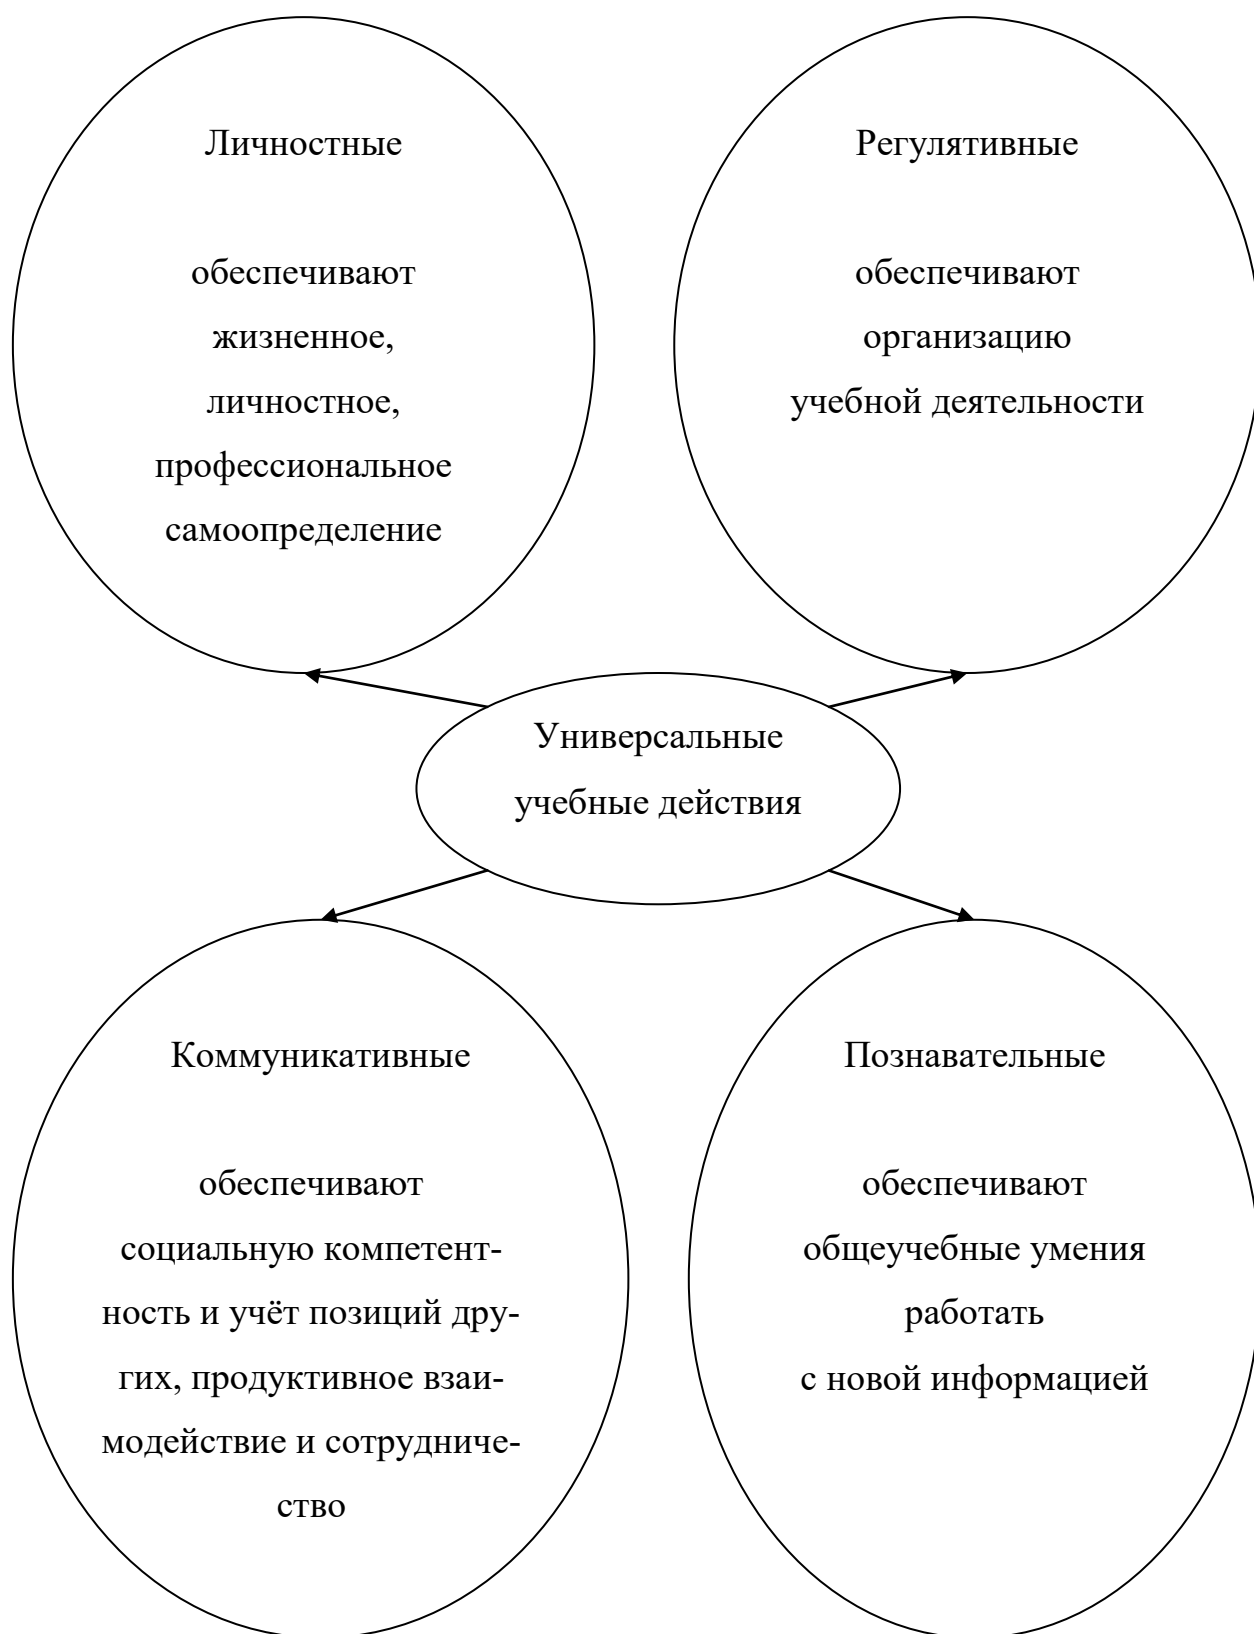 Личностные
обеспечивают
жизненное,
личностное,
профессиональное
самоопределение
Регулятивные
обеспечивают
организацию
учебной деятельности
Универсальные
учебные действия
Коммуникативные
обеспечивают
социальную компетент-
ность и учёт позиций дру-
гих, продуктивное взаи-
модействие и сотрудниче-
ство
Познавательные
обеспечивают
общеучебные умения
работать
с новой информацией